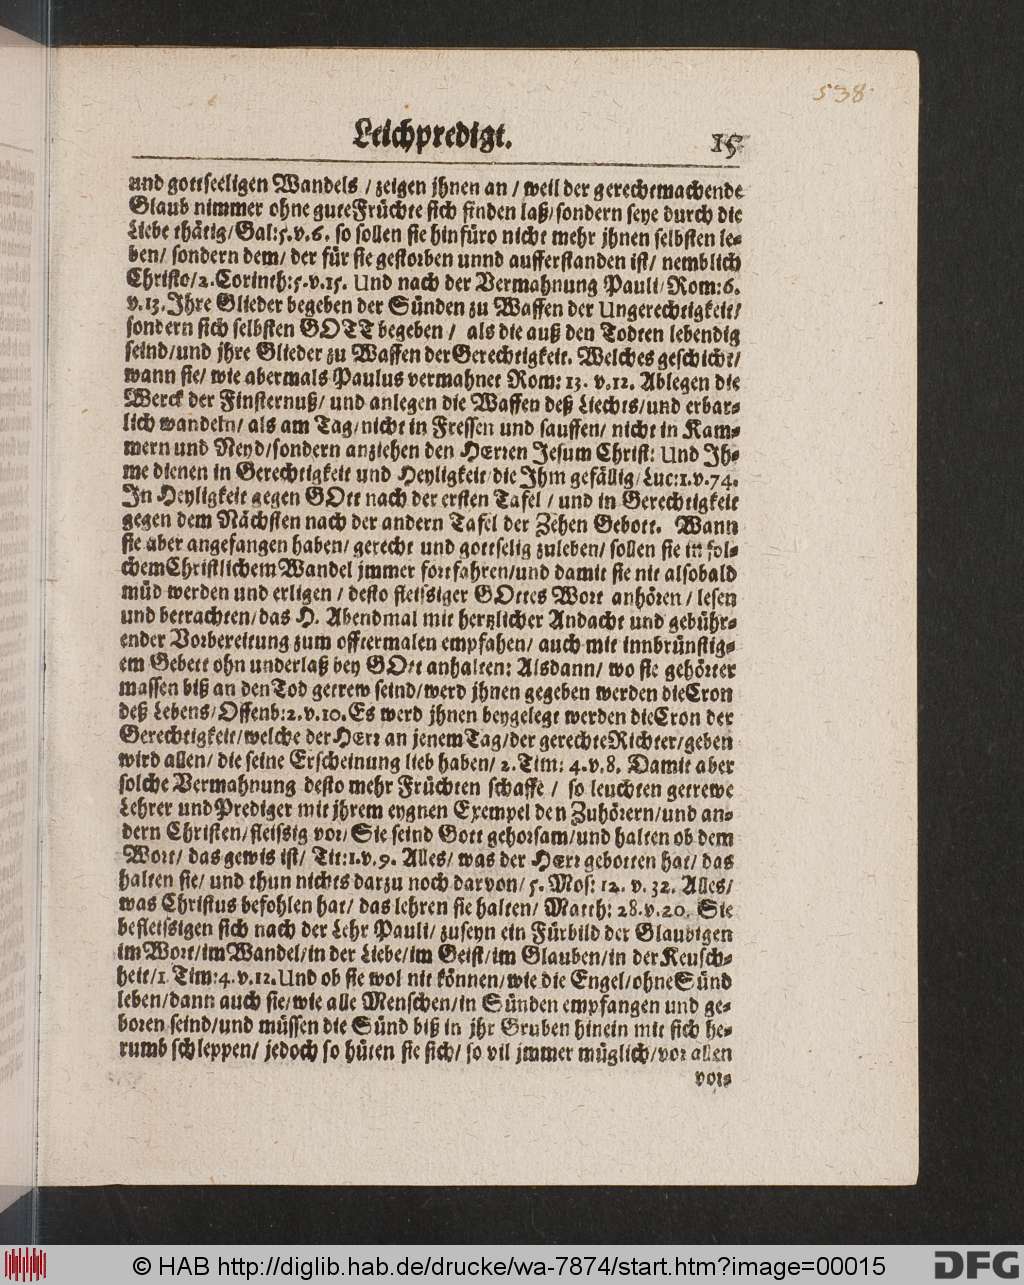 538
Leichpredigt. 15
und gottseeligen Wandels / zeigen jhnen an / weil der gerechtmachende
Glaub nimmer ohne gute Früchte sich finden laß / sondern seye durch die
Liebe thätig / Gal: 5. v. 6. so sollen sie hinfüro nicht mehr jhnen selbsten le-
ben / sondern dem / der für sie gestorben unnd aufferstanden ist / nemblich
Christo / 2. Corinth: 5. v. 15. Und nach der Vermahnung Pauli / Rom: 6.
v. 13. Ihre Glieder begeben der Sünden zu Waffen der Ungerechtigkeit /
sondern sich selbsten GOTT begeben / als die auß den Todten lebendig
seind / und jhre Glieder zu Waffen der Gerechtigkeit. Welches geschicht /
wann sie / wie abermals Paulus vermahnet Rom: 13. v. 12. Ablegen die
Werck der Finsternuß / und anlegen die Waffen deß Liechts / und erbar-
lich wandeln / als am Tag / nicht in Fressen und sauffen / nicht in Kam-
mern und Neyd / sondern anziehen den HErren Jesum Christ: Und Ih-
me dienen in Gerechtigkeit und Heyligkeit / die Ihm gefällig / Luc: 1. v. 74.
In Heyligkeit gegen GOtt nach der ersten Tafel / und in Gerechtigkeit
gegen dem Nächsten nach der andern Tafel der Zehen Gebott. Wann
sie aber angefangen haben / gerecht und gottselig zuleben / sollen sie in sol-
chem Christlichem Wandel jmmer fortfahren / und damit sie nit alsobald
müd werden und erligen / desto fleissiger GOttes Wort anhören / lesen
und betrachten / das H. Abendmal mit hertzlicher Andacht und gebühr-
ender Vorbereitung zum offtermalen empfahen / auch mit innbrünstig-
em Gebett ohn underlaß bey GOtt anhalten: Alsdann / wo sie gehörter
massen biß an den Tod getrew seind / werd jhnen gegeben werden die Cron
deß Lebens / Offenb: 2. v. 10. Es werd jhnen beygelegt werden die Cron der
Gerechtigkeit / welche der HErr an jenem Tag / der gerechte Richter / geben
wird allen / die seine Erscheinung lieb haben / 2. Tim: 4. v. 8. Damit aber
solche Vermahnung desto mehr Früchten schaffe / so leuchten getrewe
Lehrer und Prediger mit jhrem eygnen Exempel den Zuhörern / und an-
dern Christen / fleissig vor / Sie seind Gott gehorsam / und halten ob dem
Wort / das gewis ist / Tit: 1. v. 9. Alles / was der HErr gebotten hat / das
halten sie / und thun nichts darzu noch darvon / 5. Mos: 12. v. 32. Alles /
was Christus befohlen hat / das lehren sie halten / Matth: 28. v. 20. Sie
befleissigen sich nach der Lehr Pauli / zuseyn ein Fürbild der Glaubigen
im Wort / im Wandel / in der Liebe / im Geist / im Glauben / in der Keusch-
heit / 1. Tim: 4. v. 12. Und ob sie wol nit können / wie die Engel / ohne Sünd
leben / dann auch sie / wie alle Menschen / in Sünden empfangen und ge-
boren seind / und müssen die Sünd biß in jhr Gruben hinein mit sich he-
rumb schleppen / jedoch so hüten sie sich / so vil jmmer müglich / vor allen
vor-
© HAB http://diglib.hab.de/drucke/wa-7874/start.htm?image=00015
DFG